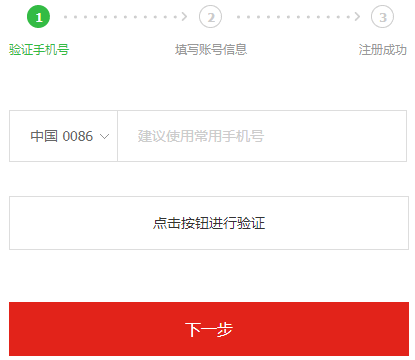 1 2 3
验证手机号 填写账号信息 注册成功
中国 0086 建议使用常用手机号
点击按钮进行验证
下一步